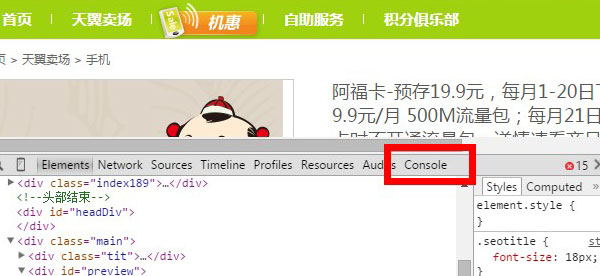 首页 天翼卖场 Sale 机惠 自助服务 积分俱乐部
页 > 天翼卖场 > 手机
阿福卡-预存19.9元，每月1-20日
9.9元/月 500M流量包；每月21日
Elements Network Sources Timeline Profiles Resources Audits Console 15
<div class="index189">…</div>
<!--头部结束-->
<div id="headDiv">
</div>
<div class="main">
<div class="tit">…</div>
<div id="preview">
Styles Computed »
element.style {
}
.seotitle { st
font-size: 18px;